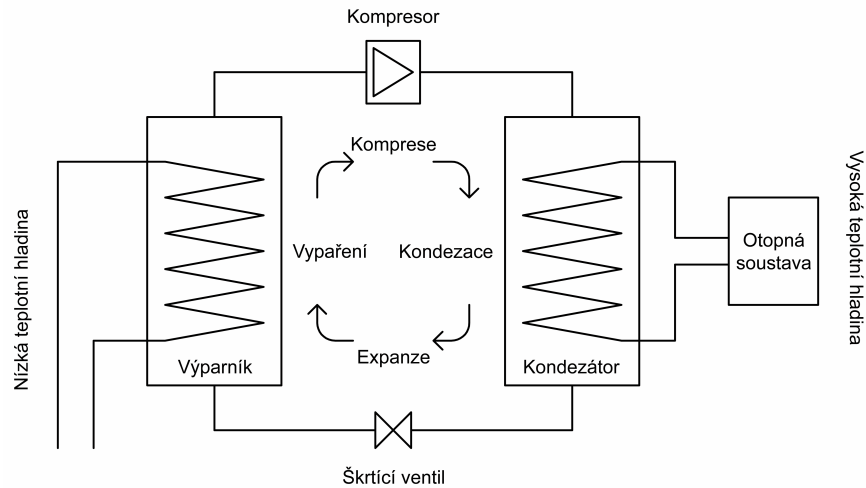 Kompresor
Komprese
Nízká teplotní hladina
Vypaření
Kondezace
Otopná
soustava
Vysoká teplotní hladina
Expanze
Výparník
Kondezátor
Škrtící ventil